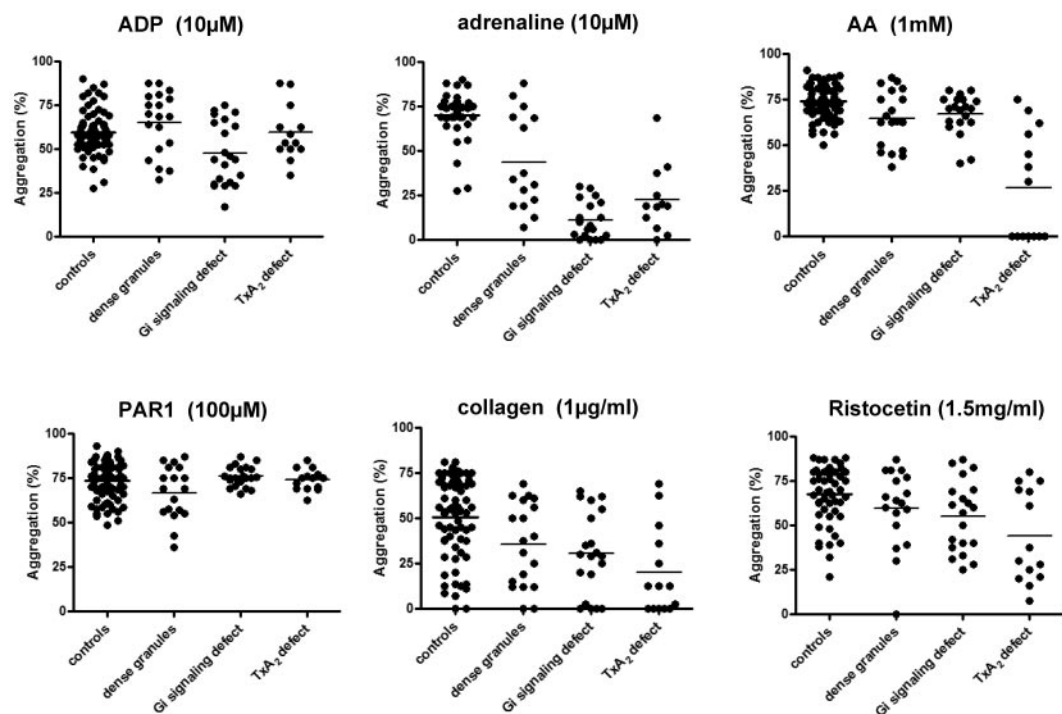 ADP (10µM)
Aggregation (%)
100
75
50
25
0
controls
dense granules
Gi signaling defect
TxA2 defect
adrenaline (10µM)
Aggregation (%)
100
75
50
25
0
controls
dense granules
Gi signaling defect
TxA2 defect
AA (1mM)
Aggregation (%)
100
75
50
25
0
controls
dense granules
Gi signaling defect
TxA2 defect
PAR1 (100µM)
Aggregation (%)
100
75
50
25
0
controls
dense granules
Gi signaling defect
TxA2 defect
collagen (1µg/ml)
Aggregation (%)
100
75
50
25
0
controls
dense granules
Gi signaling defect
TxA2 defect
Ristocetin (1.5mg/ml)
Aggregation (%)
100
75
50
25
0
controls
dense granules
Gi signaling defect
TxA2 defect